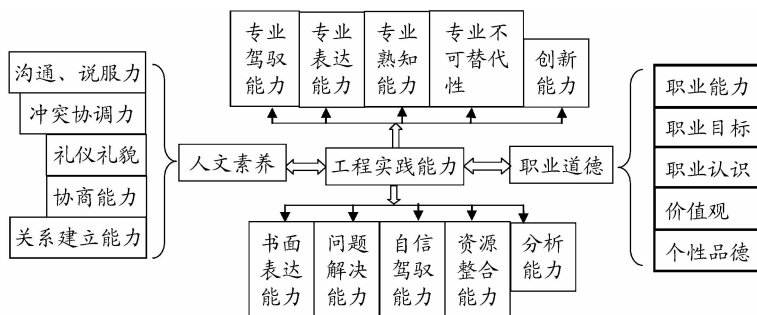 专业
驾驭
能力
专业
表达
能力
专业
熟知
能力
专业不
可替代
性
创新
能力
沟通、说服力
冲突协调力
礼仪礼貌
协商能力
关系建立能力
人文素养
工程实践能力
职业道德
职业能力
职业目标
职业认识
价值观
个性品德
书面
表达
能力
问题
解决
能力
自信
驾驭
能力
资源
整合
能力
分析
能力